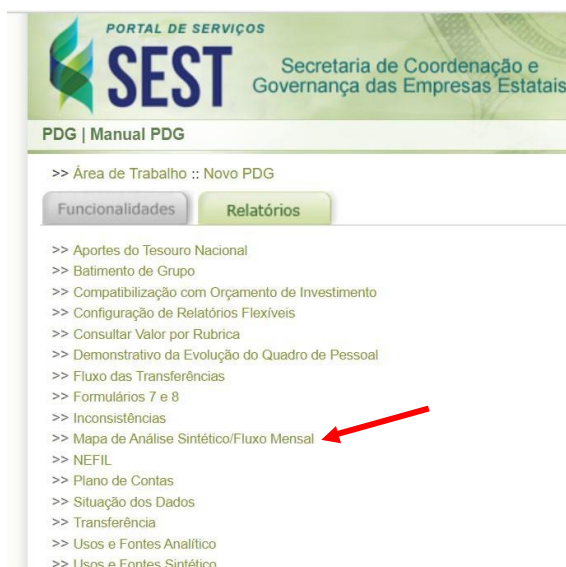 PORTAL DE SERVIÇOS
SEST
Secretaria de Coordenação e
Governança das Empresas Estatais
PDG | Manual PDG
>> Área de Trabalho :: Novo PDG
Funcionalidades
Relatórios
>> Aportes do Tesouro Nacional
>> Batimento de Grupo
>> Compatibilização com Orçamento de Investimento
>> Configuração de Relatórios Flexíveis
>> Consultar Valor por Rubrica
>> Demonstrativo da Evolução do Quadro de Pessoal
>> Fluxo das Transferências
>> Formulários 7 e 8
>> Inconsistências
>> Mapa de Análise Sintético/Fluxo Mensal
>> NEFIL
>> Plano de Contas
>> Situação dos Dados
>> Transferência
>> Usos e Fontes Analítico
>> Usos e Fontes Sintético